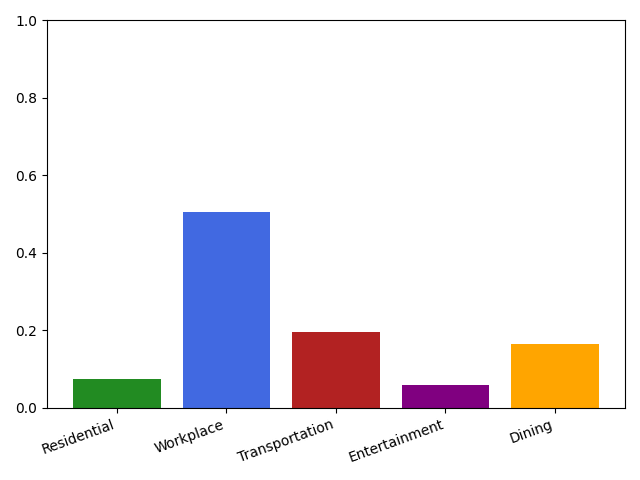 1.0
0.8
0.6
0.4
0.2
0.0
Residential
Workplace
Transportation
Entertainment
Dining